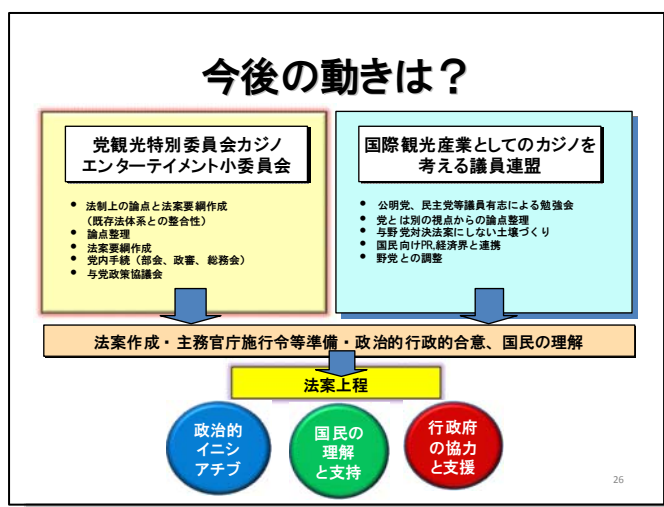 今後の動きは？
党観光特別委員会カジノ
エンターテイメント小委員会
• 法制上の論点と法案要綱作成
（既存法体系との整合性）
• 論点整理
• 法案要綱作成
• 党内手続（部会、政審、総務会）
• 与党政策協議会
国際観光産業としてのカジノを
考える議員連盟
• 公明党、民主党等議員有志による勉強会
• 党とは別の視点からの論点整理
• 与野党対決法案にしない土壌づくり
• 国民向けPR,経済界と連携
• 野党との調整
法案作成・主務官庁施行令等準備・政治的行政的合意、国民の理解
法案上程
政治的
イニシ
アチブ
国民の
理解
と支持
行政府
の協力
と支援
26